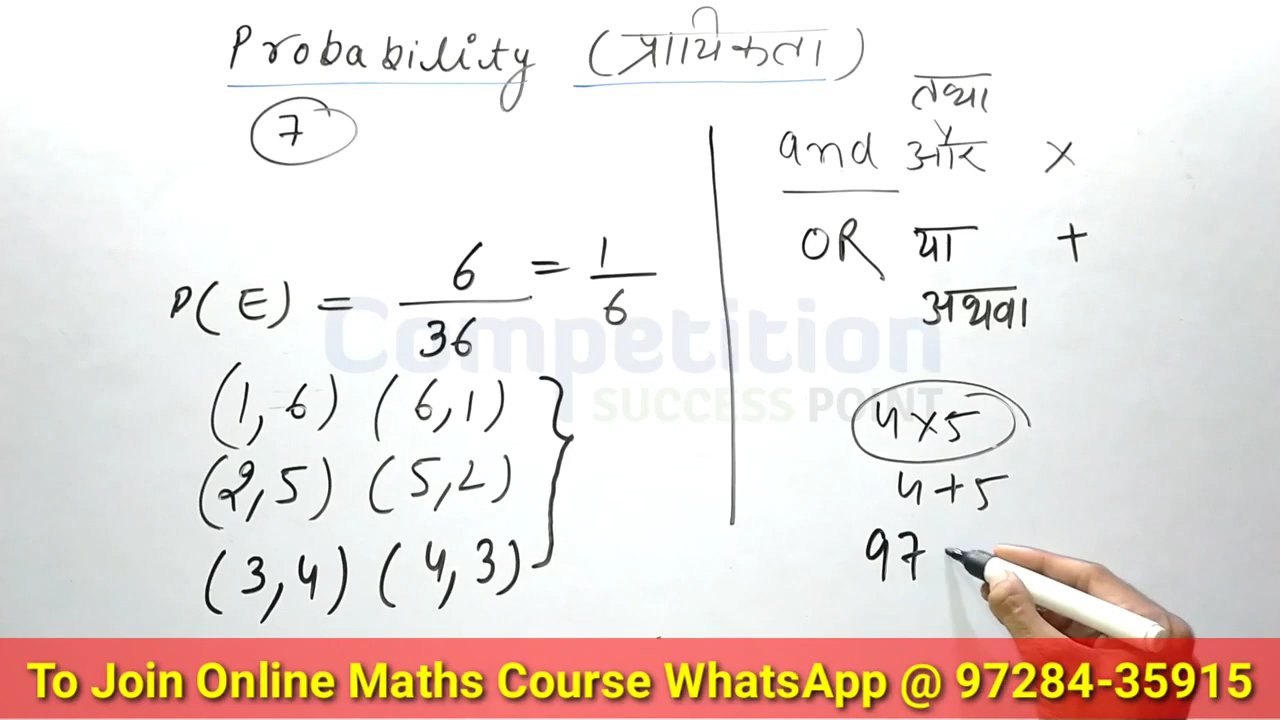 Probability (प्रायिकता)
7
P(E) = 6/36 = 1/6
(1,6) (6,1)
(2,5) (5,2)
(3,4) (4,3)
तथा
and और ×
OR या +
अथवा
4×5
4+5
97
Competition
SUCCESS POINT
To Join Online Maths Course WhatsApp @ 97284-35915